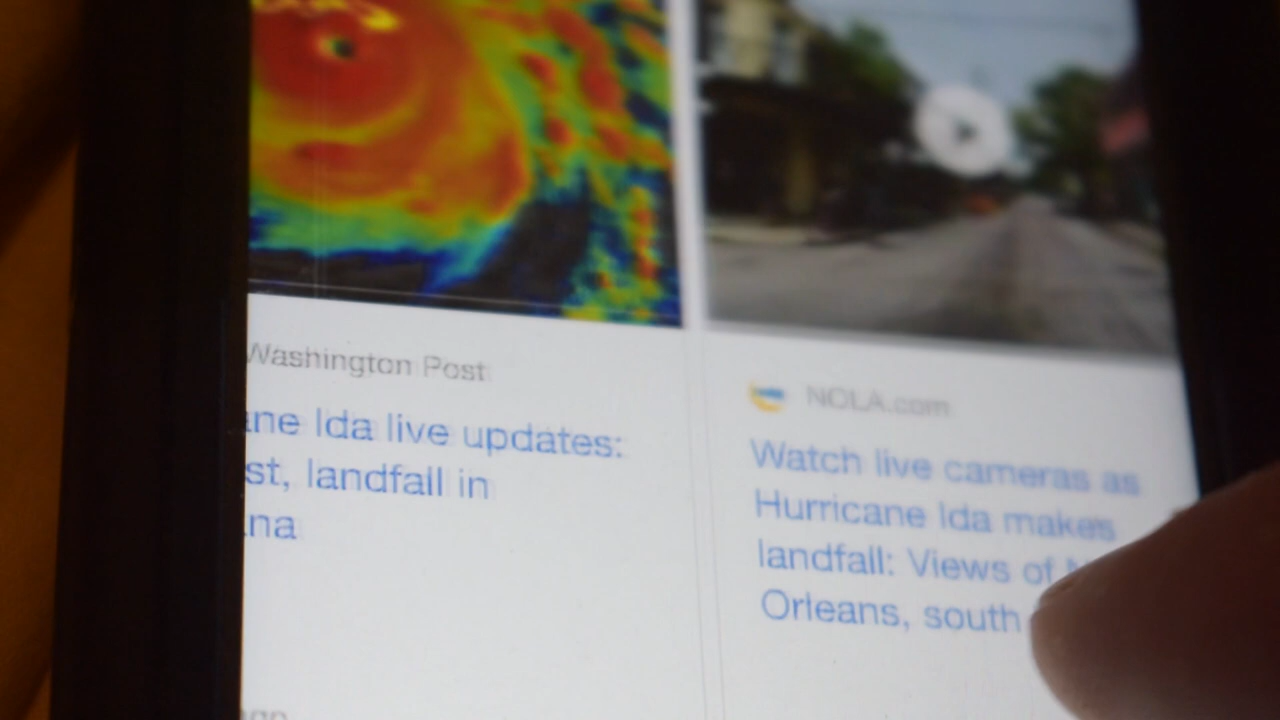 Washington Post
ane Ida live updates:
st, landfall in
na
NOLA.com
Watch live cameras as
Hurricane Ida makes
landfall: Views of
Orleans, south